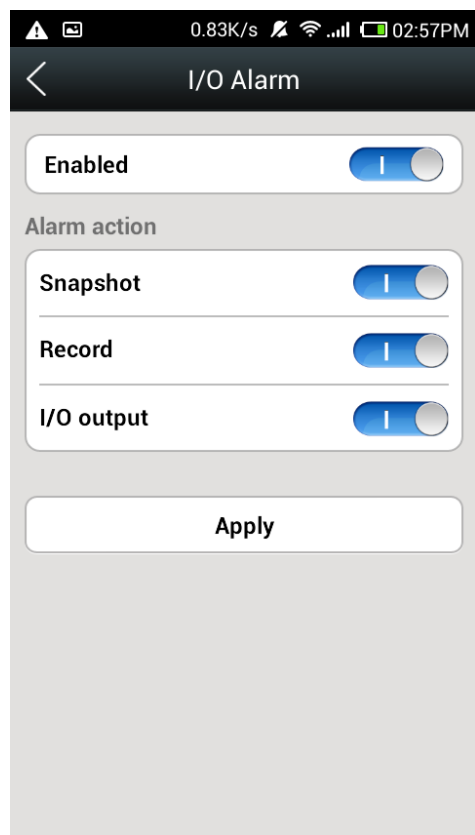 0.83K/s 02:57PM
I/O Alarm
Enabled
Alarm action
Snapshot
Record
I/O output
Apply